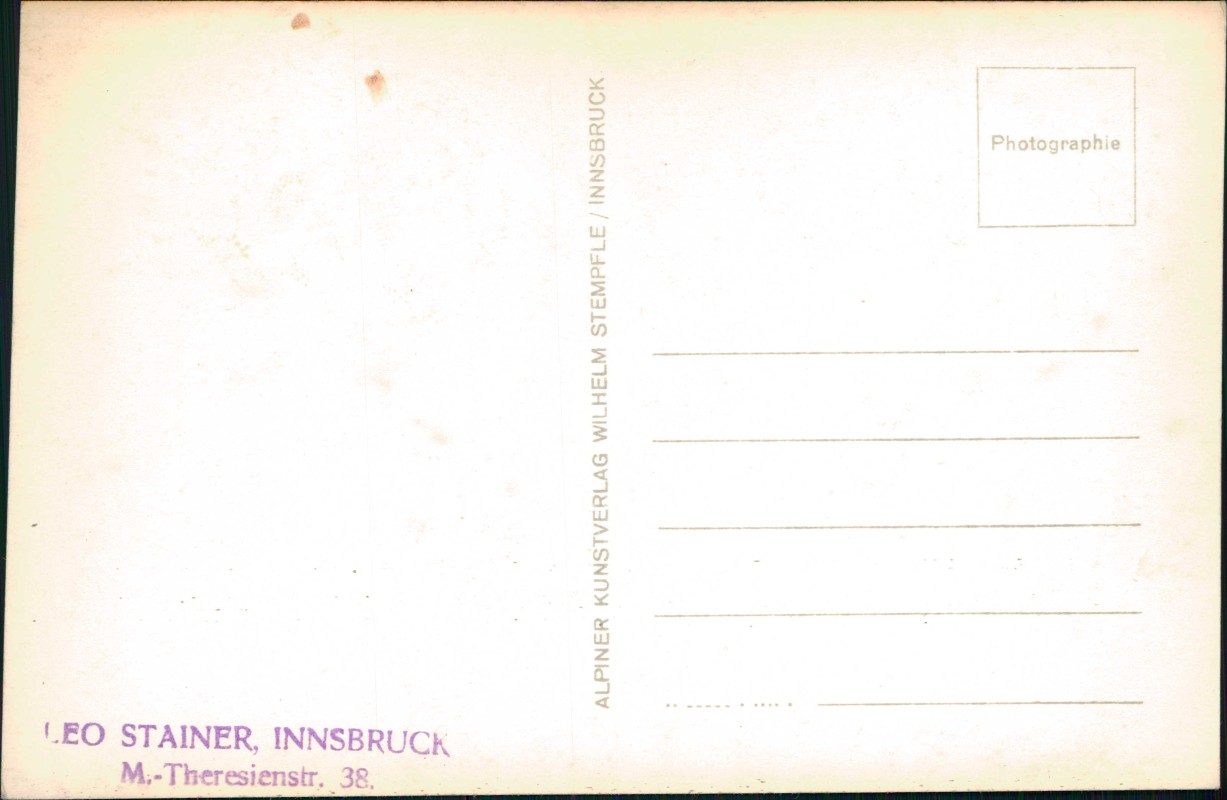 ALPINER KUNSTVERLAG WILHELM STEMPFLE / INNSBRUCK
Photographie
LEO STAINER, INNSBRUCK
M.-Theresienstr. 38.